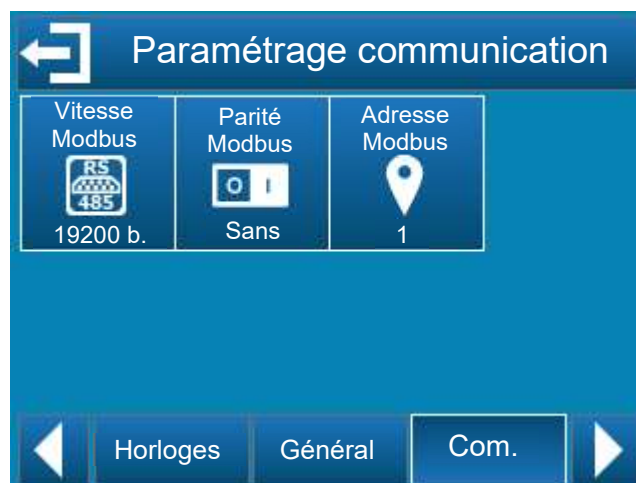 Paramétrage communication
Vitesse
Modbus
RS
485
19200 b.
Parité
Modbus
O I
Sans
Adresse
Modbus
1
Horloges
Général
Com.